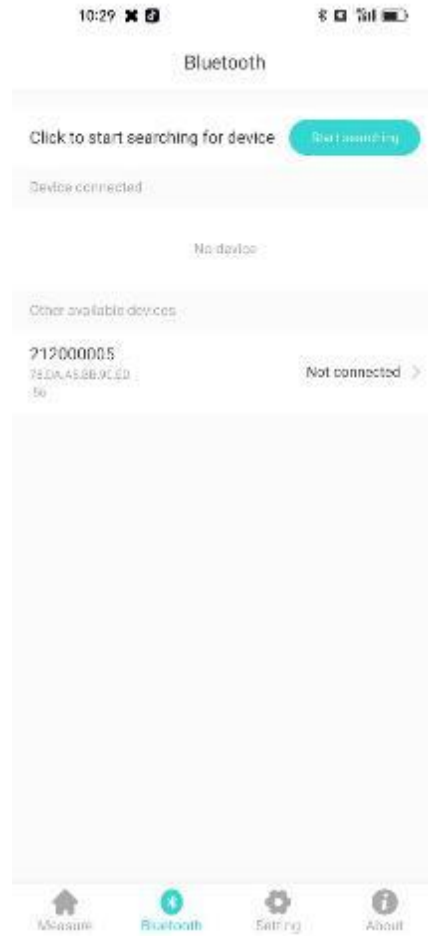 10:29
Bluetooth
Click to start searching for device
Start searching
Device connected
No device
Other available devices
212000005
Not connected
-56
Measure
Bluetooth
Setting
About